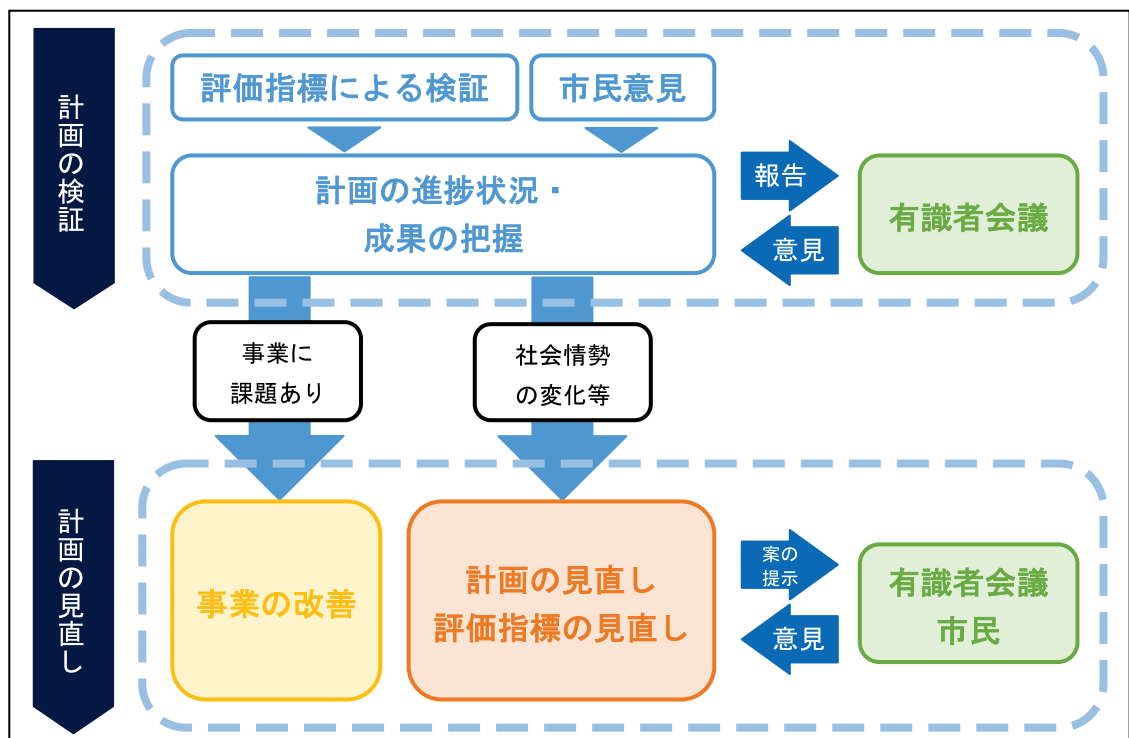 計画の検証
評価指標による検証
市民意見
計画の進捗状況・
成果の把握
報告
意見
有識者会議
事業に
課題あり
社会情勢
の変化等
計画の見直し
事業の改善
計画の見直し
評価指標の見直し
案の
提示
意見
有識者会議
市民